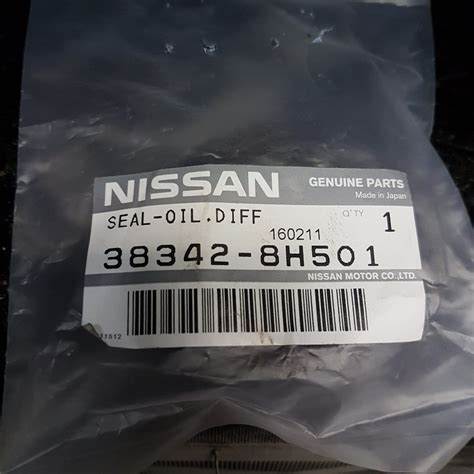 NISSAN GENUINE PARTS
Made in Japan
SEAL-OIL.DIFF 160211 Q'TY 1
38342-8H501
NISSAN MOTOR CO.,LTD.